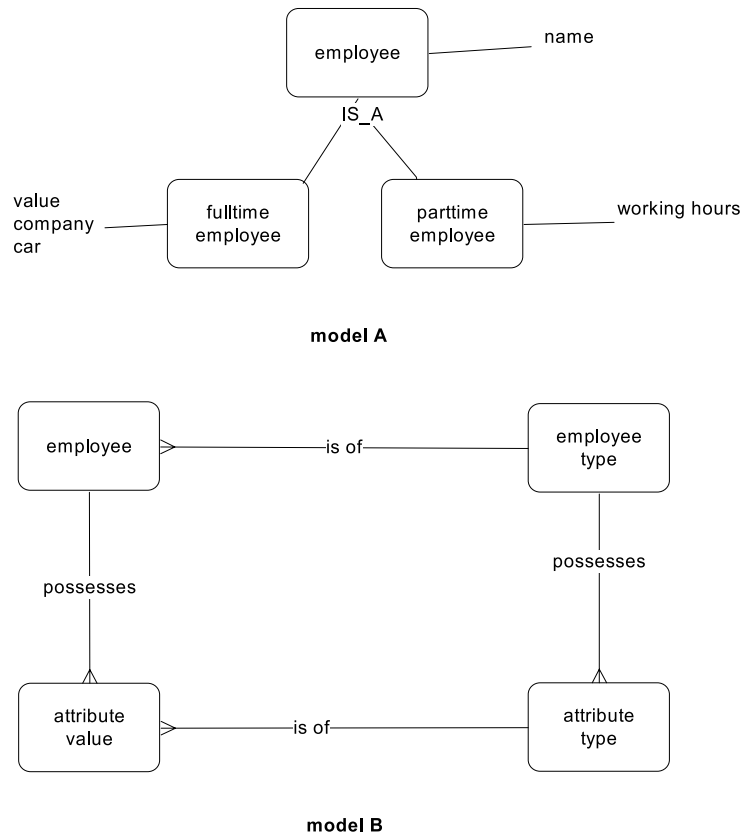 employee
name
IS_A
value
company
car
fulltime
employee
parttime
employee
working hours
model A
employee
is of
employee
type
possesses
possesses
attribute
value
is of
attribute
type
model B